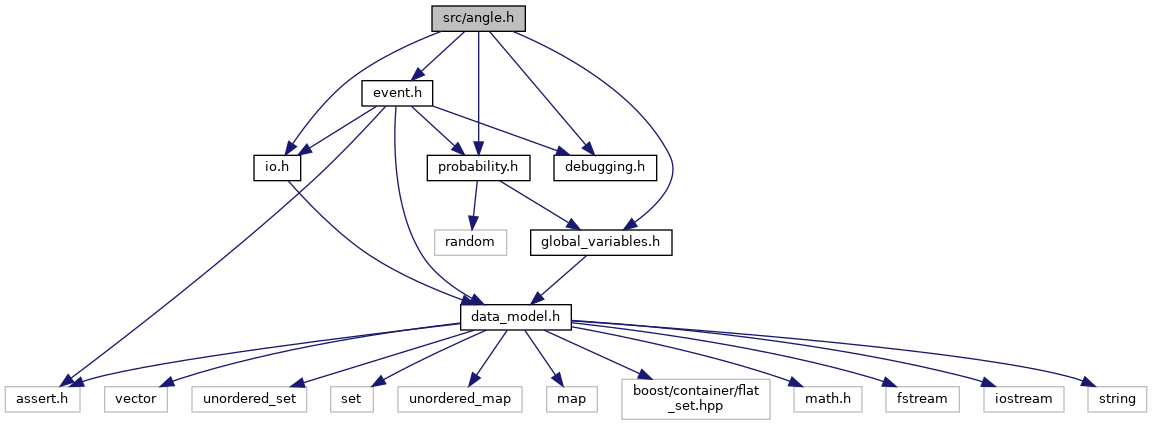 src/angle.h
event.h
io.h
probability.h
debugging.h
random
global_variables.h
data_model.h
assert.h
vector
unordered_set
set
unordered_map
map
boost/container/flat
_set.hpp
math.h
fstream
iostream
string